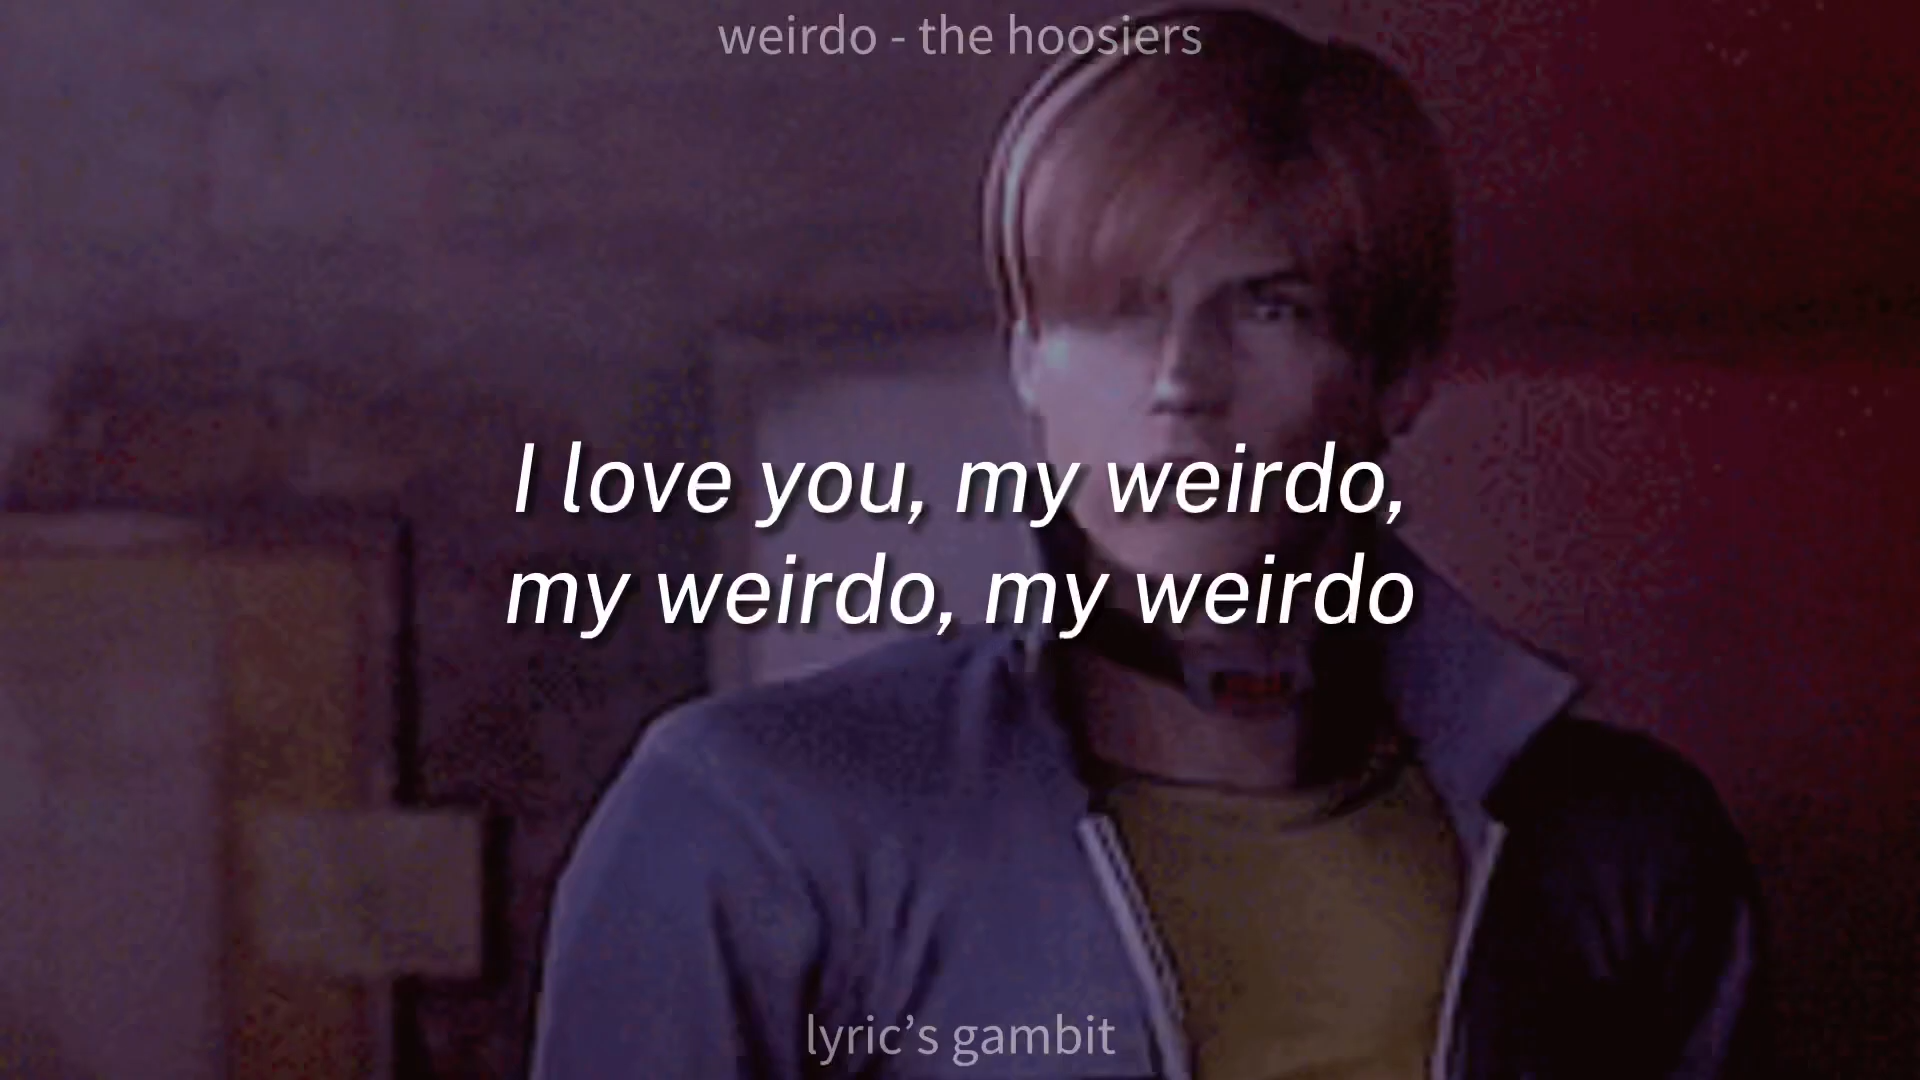 weirdo - the hoosiers
I love you, my weirdo,
my weirdo, my weirdo
lyric’s gambit